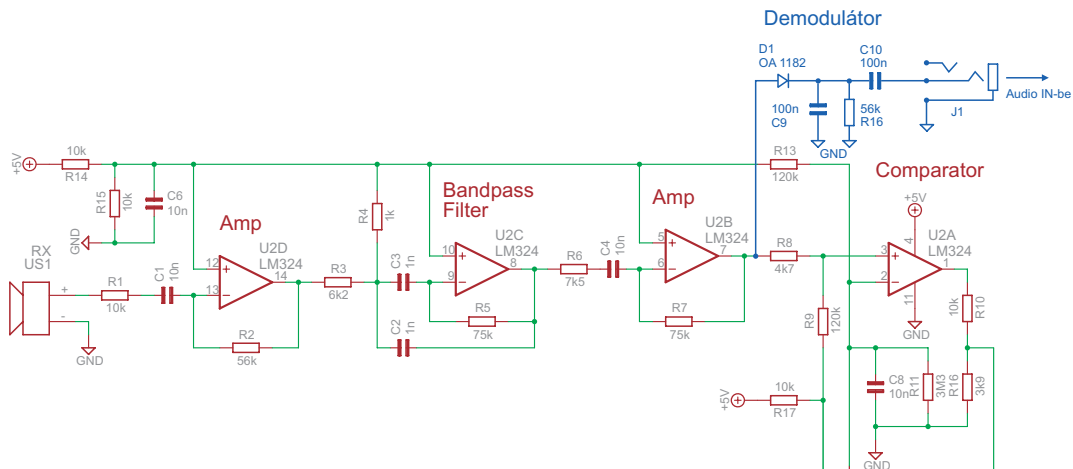 Demodulátor
D1
OA 1182
C10
100n
100n
C9
56k
R16
GND
J1
Audio IN-be
+5V
10k
R14
R15
10k
C6
10n
GND
Amp
Bandpass
Filter
Amp
R13
120k
Comparator
+5V
RX
US1
+
-
GND
R1
10k
C1
10n
12
13
+
−
14
U2D
LM324
R2
56k
R3
6k2
R4
1k
C3
1n
C2
1n
10
9
+
−
8
U2C
LM324
R5
75k
R6
7k5
C4
10n
5
6
+
−
7
U2B
LM324
R7
75k
R8
4k7
R9
120k
3
2
+
−
4
11
1
U2A
LM324
GND
10k
R10
+5V
10k
R17
C8
10n
R11
3M3
R16
3k9
GND